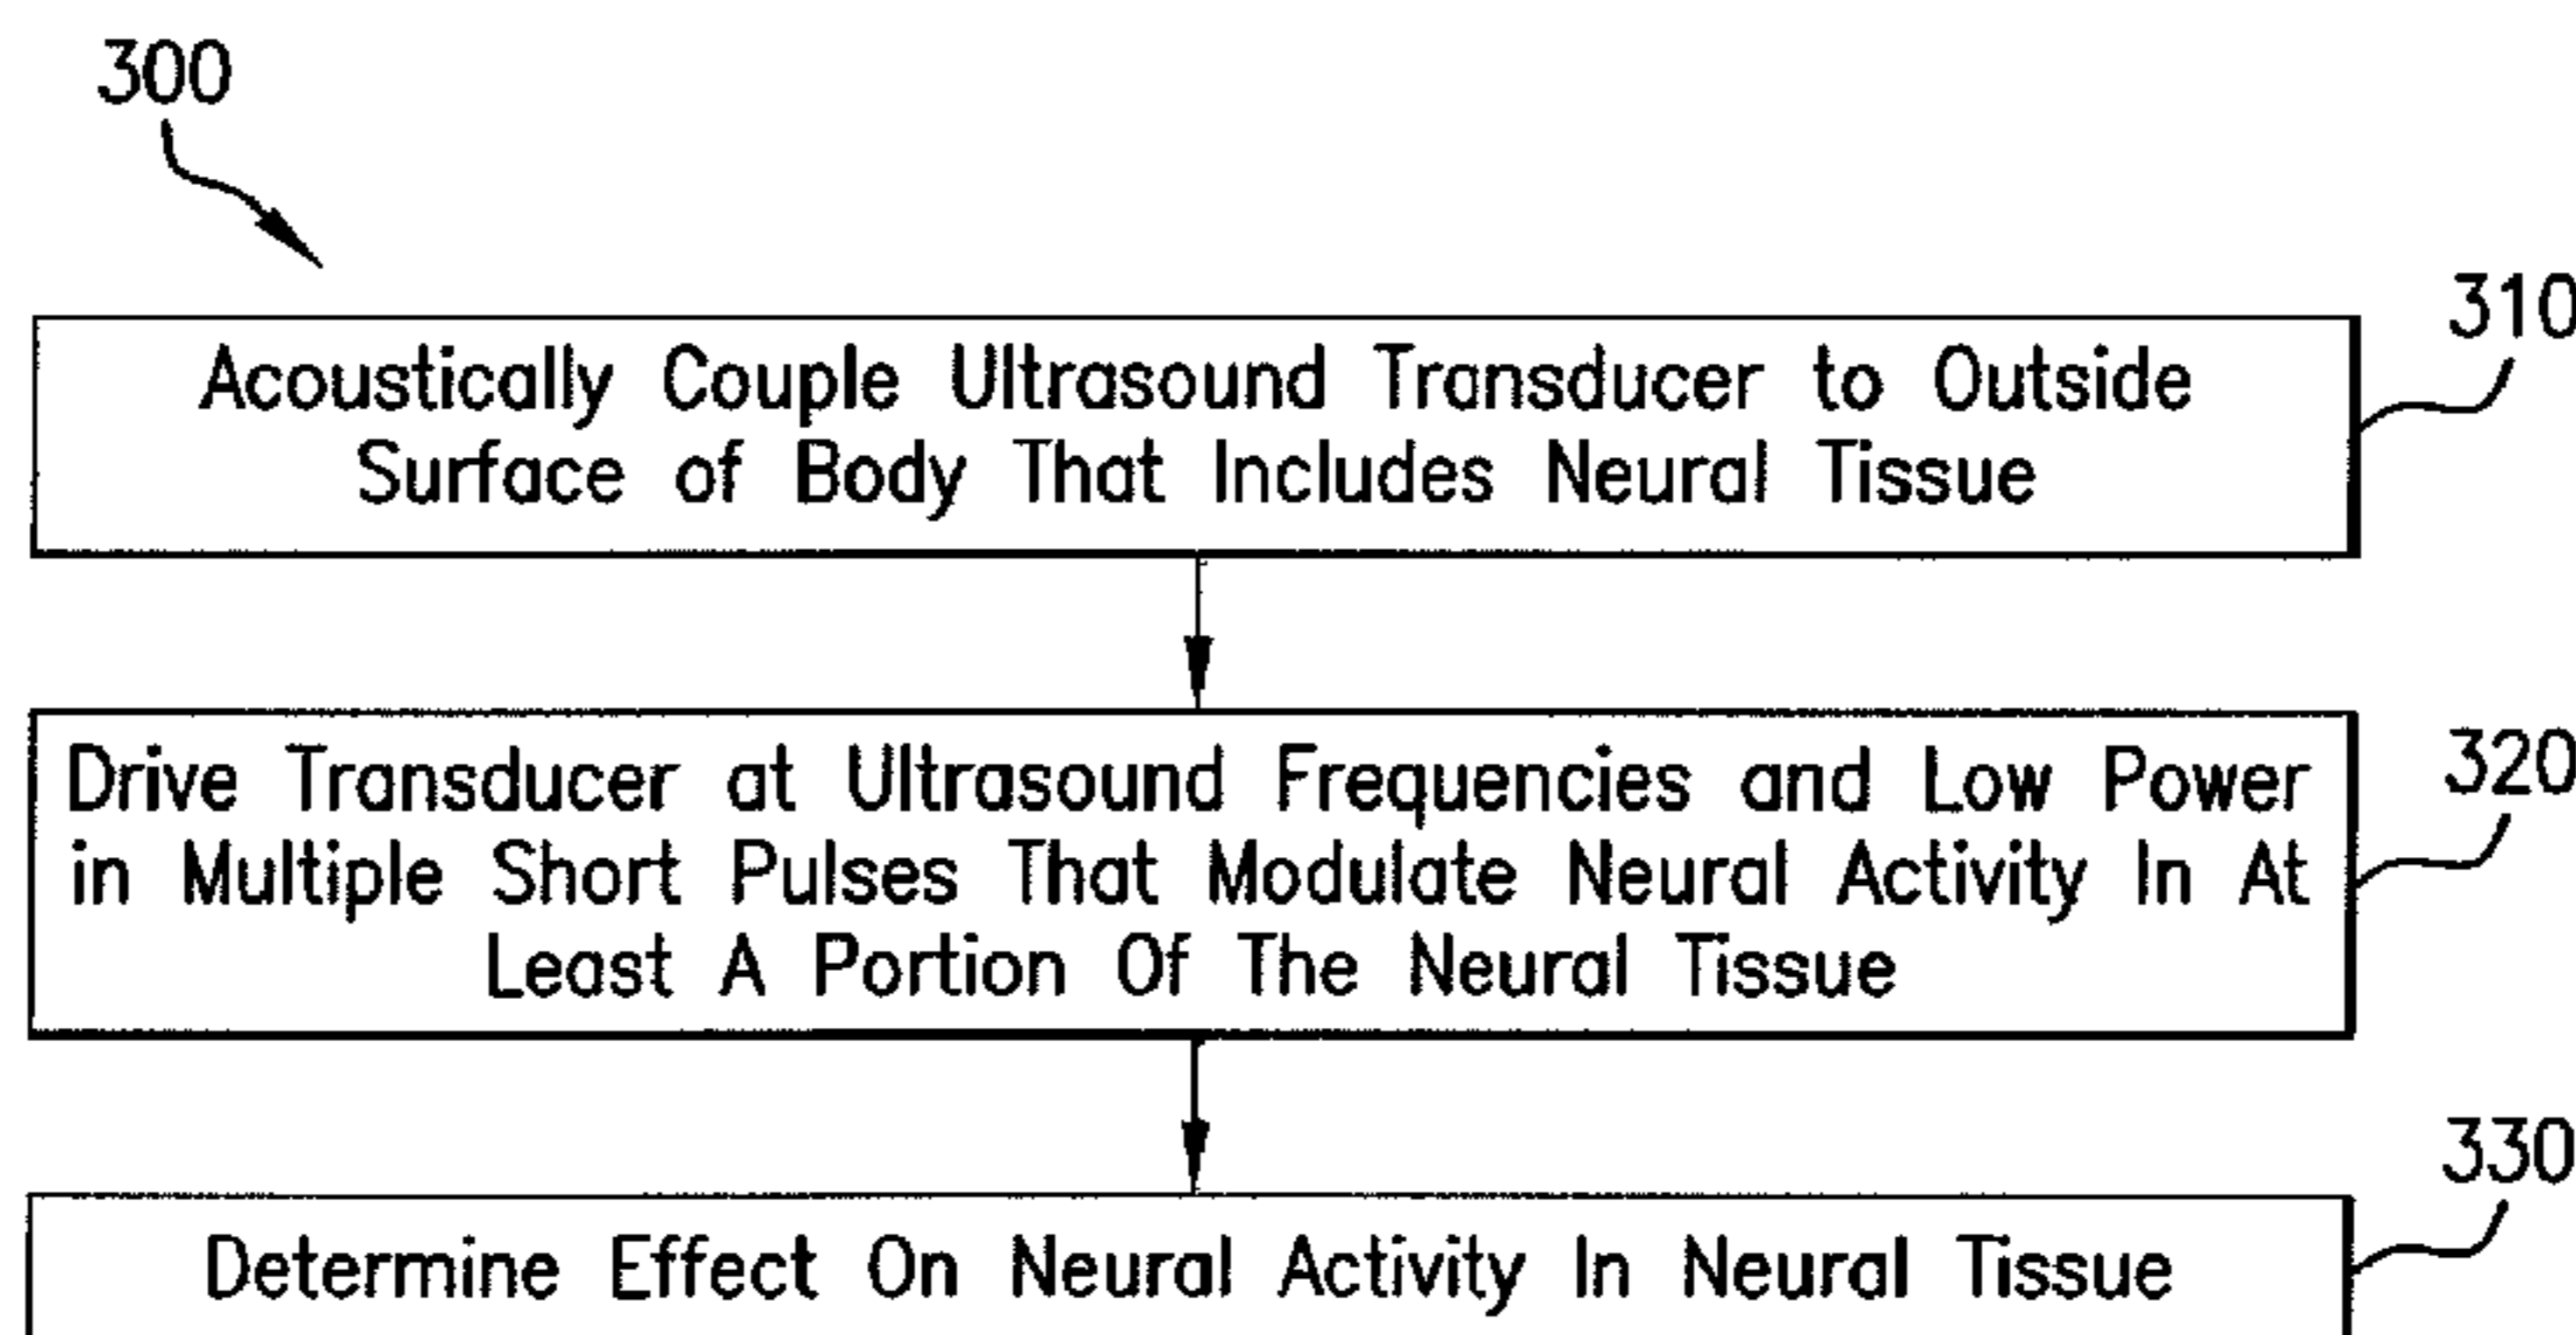 300
310
Acoustically Couple Ultrasound Transducer to Outside
Surface of Body That Includes Neural Tissue
320
Drive Transducer at Ultrasound Frequencies and Low Power
in Multiple Short Pulses That Modulate Neural Activity In At
Least A Portion Of The Neural Tissue
330
Determine Effect On Neural Activity In Neural Tissue